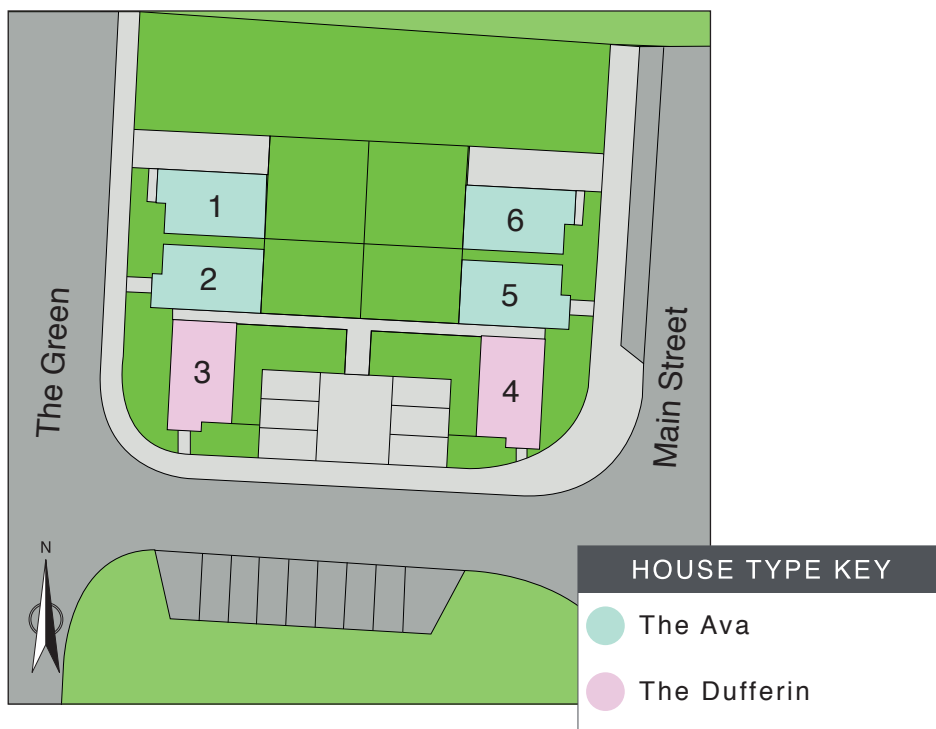 1
6
2
5
3
4
The Green
Main Street
N
HOUSE TYPE KEY
The Ava
The Dufferin